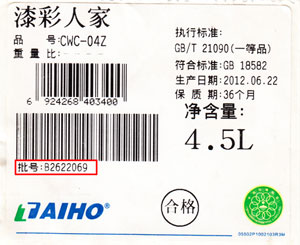 漆彩人家
品 号:CWC-04Z
重 量 比:- - - -
6 924268 403400
批号:B2622069
执行标准:
GB/T 21090(一等品)
符合标准:GB 18582
生产日期:2012.06.22
保 质 期:36个月
净含量:
4.5L
TAIHO
合格